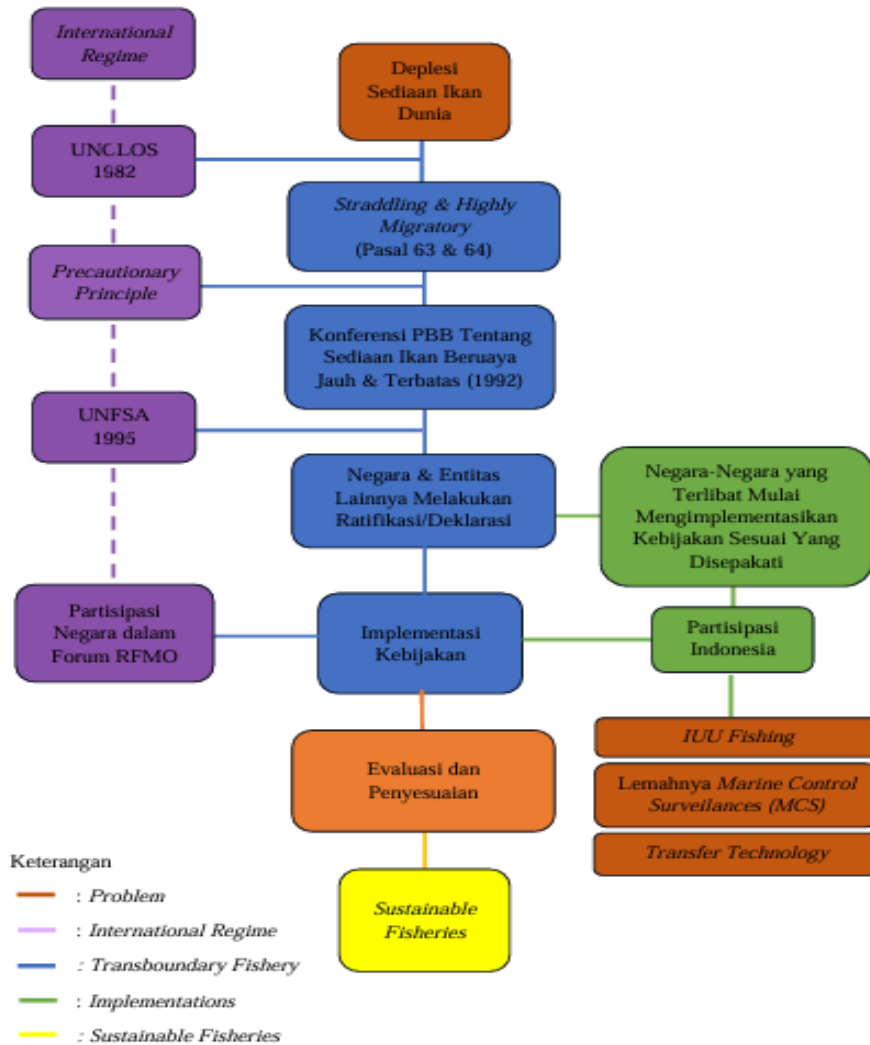 International
Regime
Deplesi
Sediaan Ikan
Dunia
UNCLOS
1982
Straddling & Highly
Migratory
(Pasal 63 & 64)
Precautionary
Principle
Konferensi PBB Tentang
Sediaan Ikan Beruaya
Jauh & Terbatas (1992)
UNFSA
1995
Negara & Entitas
Lainnya Melakukan
Ratifikasi/Deklarasi
Negara-Negara yang
Terlibat Mulai
Mengimplementasikan
Kebijakan Sesuai Yang
Disepakati
Partisipasi
Negara dalam
Forum RFMO
Implementasi
Kebijakan
Partisipasi
Indonesia
IUU Fishing
Lemahnya Marine Control
Surveilances (MCS)
Transfer Technology
Evaluasi dan
Penyesuaian
Sustainable
Fisheries
Keterangan
: Problem
: International Regime
: Transboundary Fishery
: Implementations
: Sustainable Fisheries